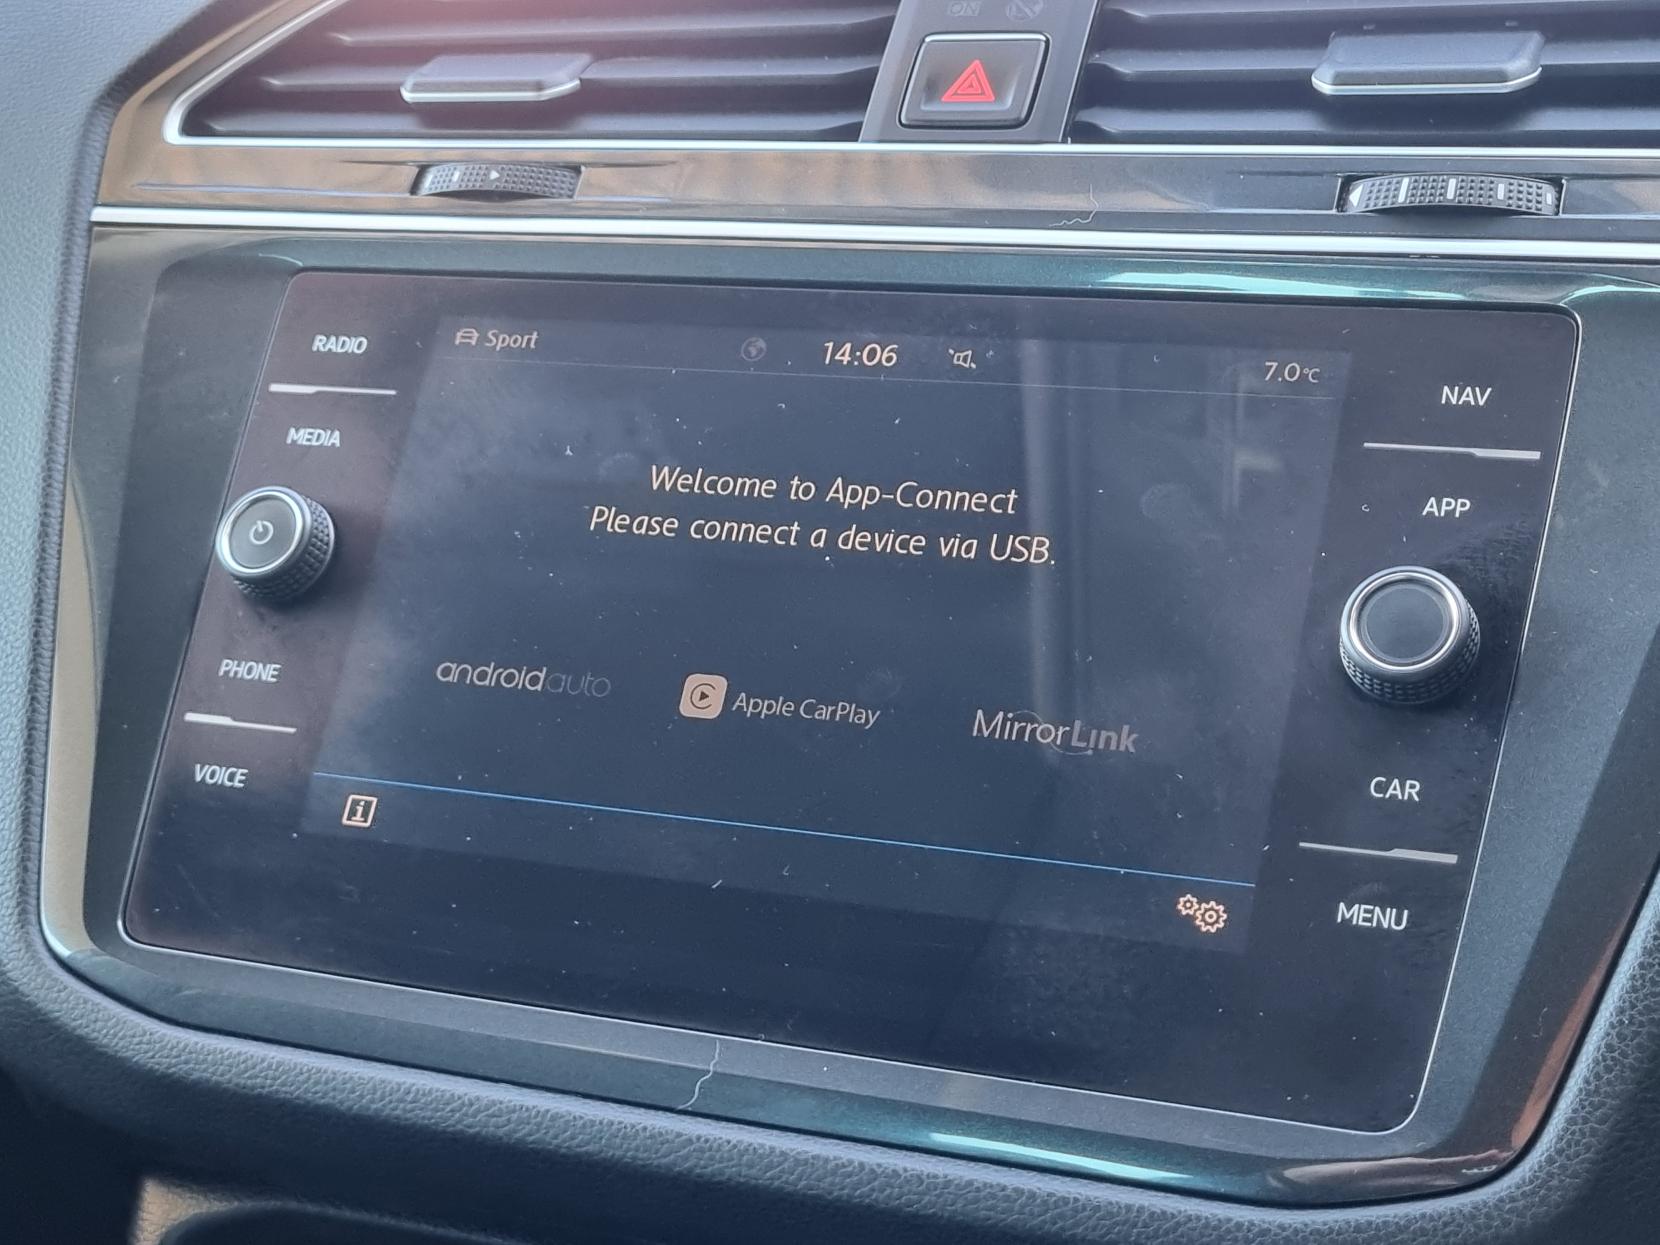 ON
RADIO
MEDIA
PHONE
VOICE
Sport
14:06
7.0°C
Welcome to App-Connect
Please connect a device via USB.
androidauto
Apple CarPlay
MirrorLink
i
NAV
APP
CAR
MENU